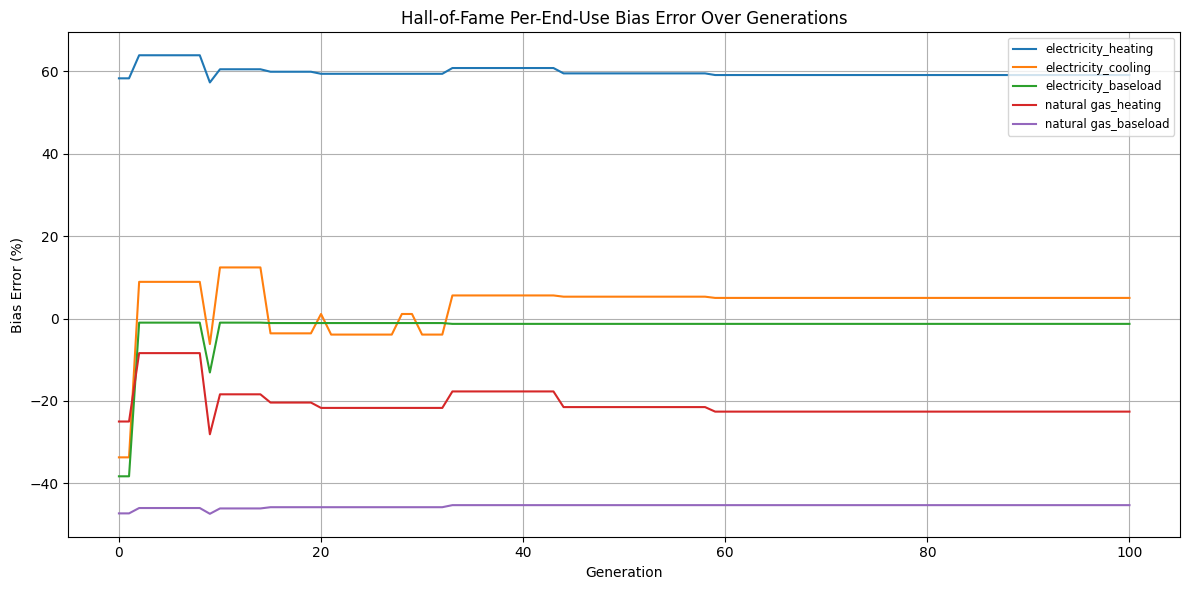 Hall-of-Fame Per-End-Use Bias Error Over Generations
electricity_heating
electricity_cooling
electricity_baseload
natural gas_heating
natural gas_baseload
Bias Error (%)
60
40
20
0
−20
−40
0
20
40
60
80
100
Generation